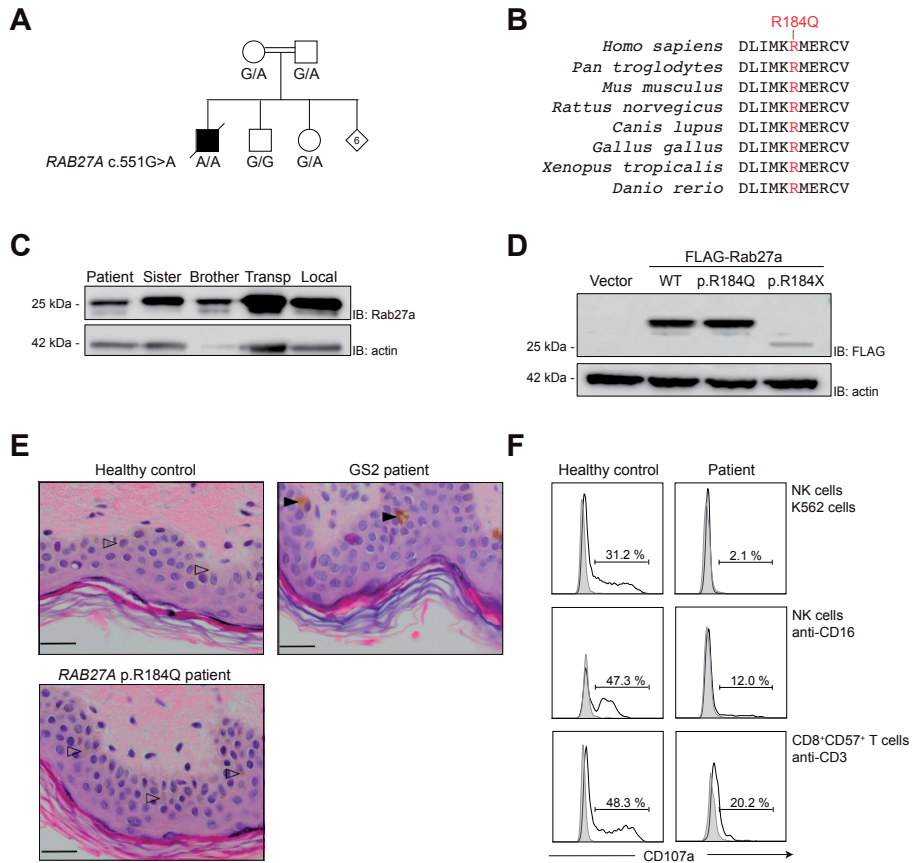 A
G/A G/A
6
RAB27A c.551G>A A/A G/G G/A
B
R184Q
Homo sapiens DLIMKRMERCV
Pan troglodytes DLIMKRMERCV
Mus musculus DLIMKRMERCV
Rattus norvegicus DLIMKRMERCV
Canis lupus DLIMKRMERCV
Gallus gallus DLIMKRMERCV
Xenopus tropicalis DLIMKRMERCV
Danio rerio DLIMKRMERCV
C
Patient Sister Brother Transp Local
25 kDa -
IB: Rab27a
42 kDa -
IB: actin
D
FLAG-Rab27a
Vector WT p.R184Q p.R184X
25 kDa -
IB: FLAG
42 kDa -
IB: actin
E
Healthy control
GS2 patient
RAB27A p.R184Q patient
F
Healthy control Patient
31.2 % 2.1 %
NK cells
K562 cells
47.3 % 12.0 %
NK cells
anti-CD16
48.3 % 20.2 %
CD8+CD57+ T cells
anti-CD3
CD107a